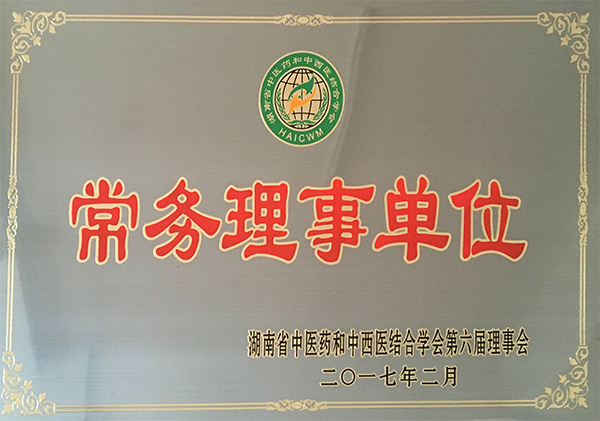 湖南省中医药和中西医结合学会
HAICWM
常务理事单位
湖南省中医药和中西医结合学会第六届理事会
二〇一七年二月